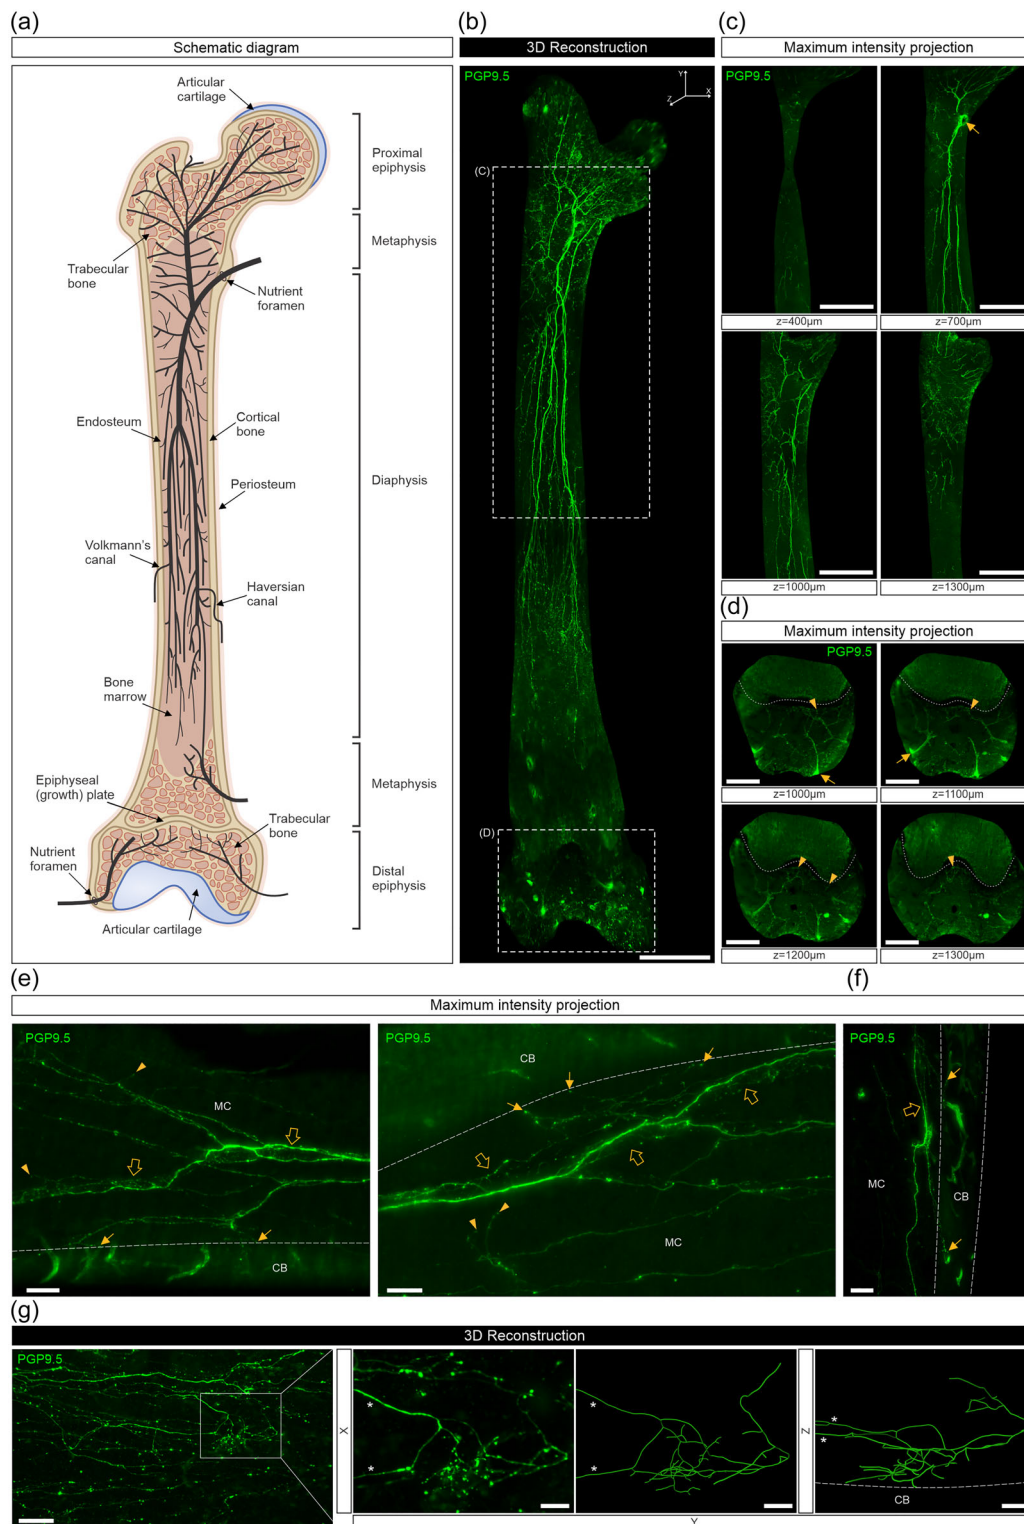 (a)
Schematic diagram
Articular
cartilage
Proximal
epiphysis
Metaphysis
Trabecular
bone
Nutrient
foramen
Endosteum
Cortical
bone
Diaphysis
Periosteum
Volkmann's
canal
Haversian
canal
Bone
marrow
Metaphysis
Epiphyseal
(growth) plate
Trabecular
bone
Nutrient
foramen
Distal
epiphysis
Articular cartilage
(b)
3D Reconstruction
PGP9.5
Y
X
Z
(C)
(D)
(c)
Maximum intensity projection
PGP9.5
z=400µm
z=700µm
z=1000µm
z=1300µm
(d)
Maximum intensity projection
PGP9.5
z=1000µm
z=1100µm
z=1200µm
z=1300µm
(e)
Maximum intensity projection
PGP9.5
MC
CB
PGP9.5
CB
MC
(f)
PGP9.5
MC
CB
(g)
3D Reconstruction
PGP9.5
X
*
*
*
*
Z
*
*
CB
Y